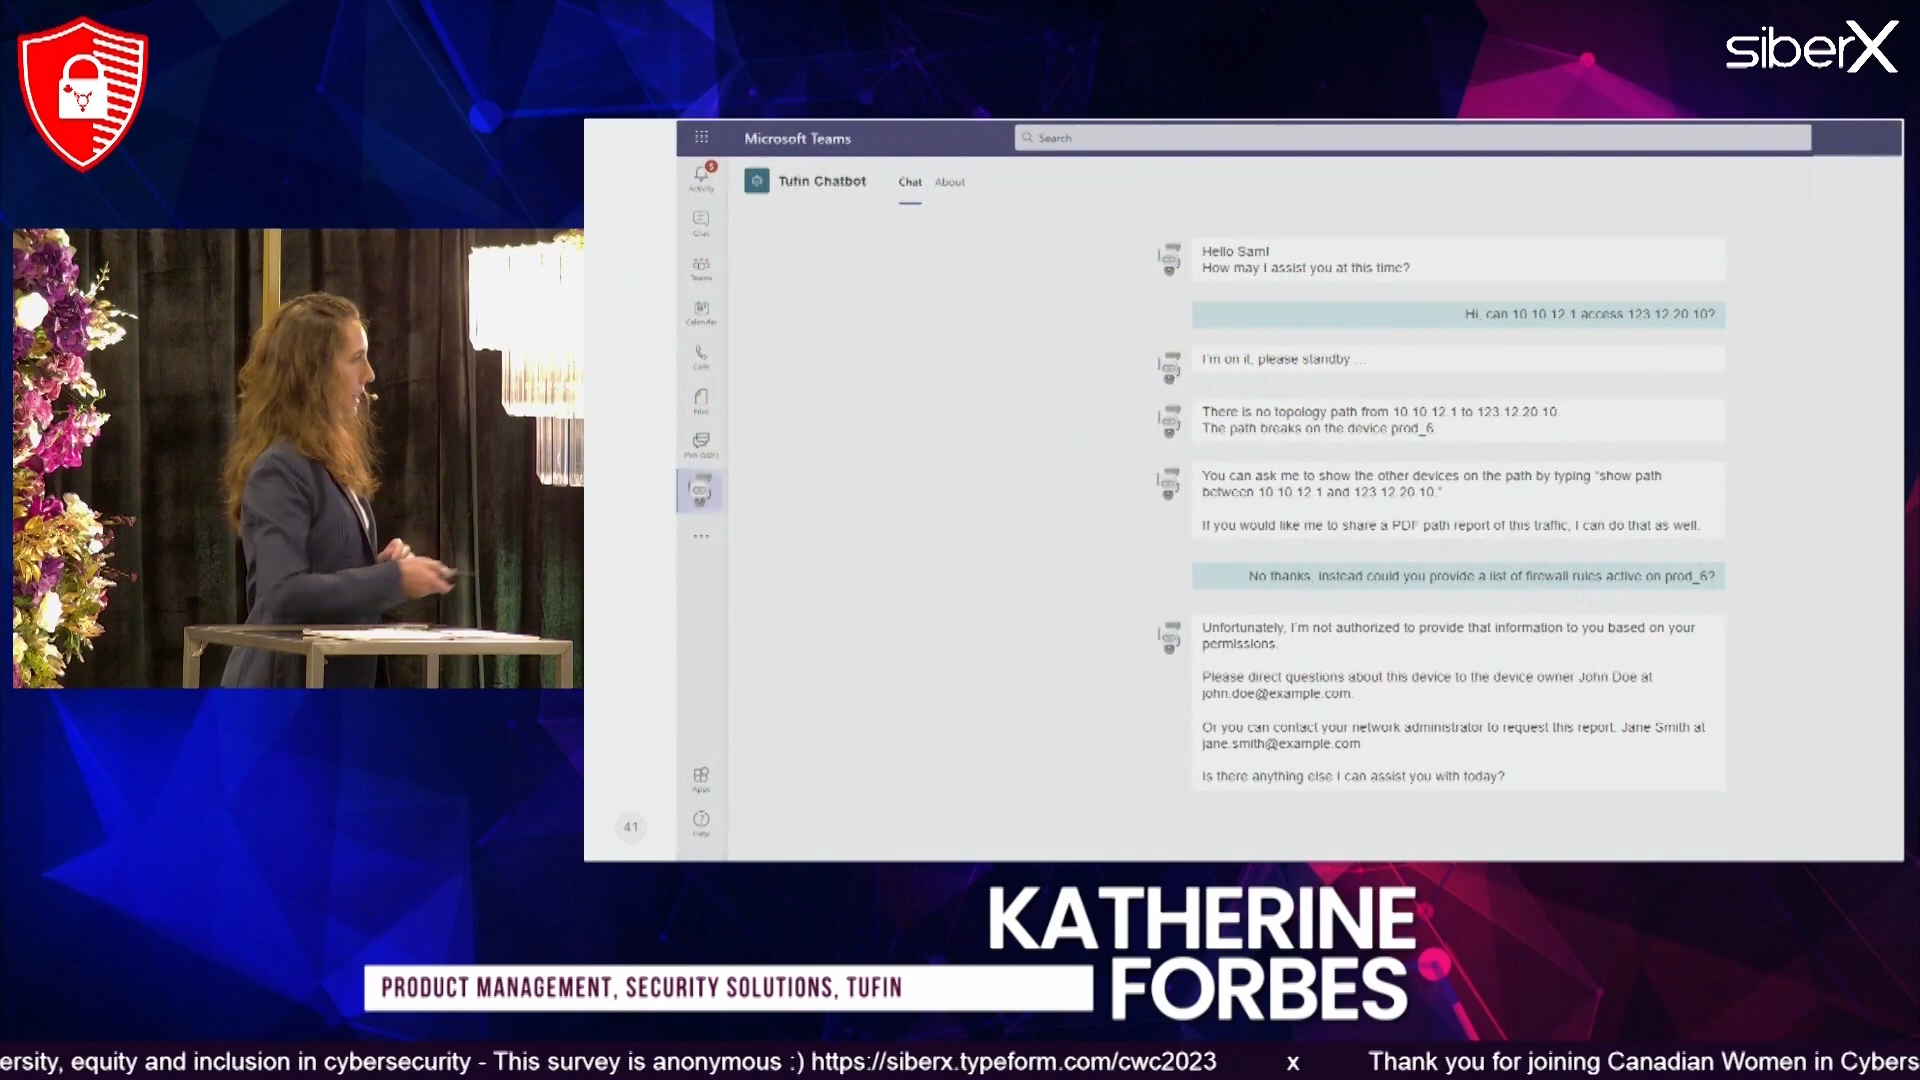 siberX
Microsoft Teams
Search
Tufin Chatbot
Chat
About
5
Activity
Chat
Teams
Calendar
Calls
Files
Apps
Help
Hello Sam!
How may I assist you at this time?
Hi, can 10.10.12.1 access 123.12.20.10?
I'm on it, please standby ...
There is no topology path from 10.10.12.1 to 123.12.20.10.
The path breaks on the device prod_6.
You can ask me to show the other devices on the path by typing "show path
between 10.10.12.1 and 123.12.20.10."
If you would like me to share a PDF path report of this traffic, I can do that as well.
No thanks, instead could you provide a list of firewall rules active on prod_6?
Unfortunately, I'm not authorized to provide that information to you based on your
permissions.
Please direct questions about this device to the device owner John Doe at
john.doe@example.com.
Or you can contact your network administrator to request this report. Jane Smith at
jane.smith@example.com
Is there anything else I can assist you with today?
41
KATHERINE
FORBES
PRODUCT MANAGEMENT, SECURITY SOLUTIONS, TUFIN
ersity, equity and inclusion in cybersecurity - This survey is anonymous :) https://siberx.typeform.com/cwc2023 x Thank you for joining Canadian Women in Cybers